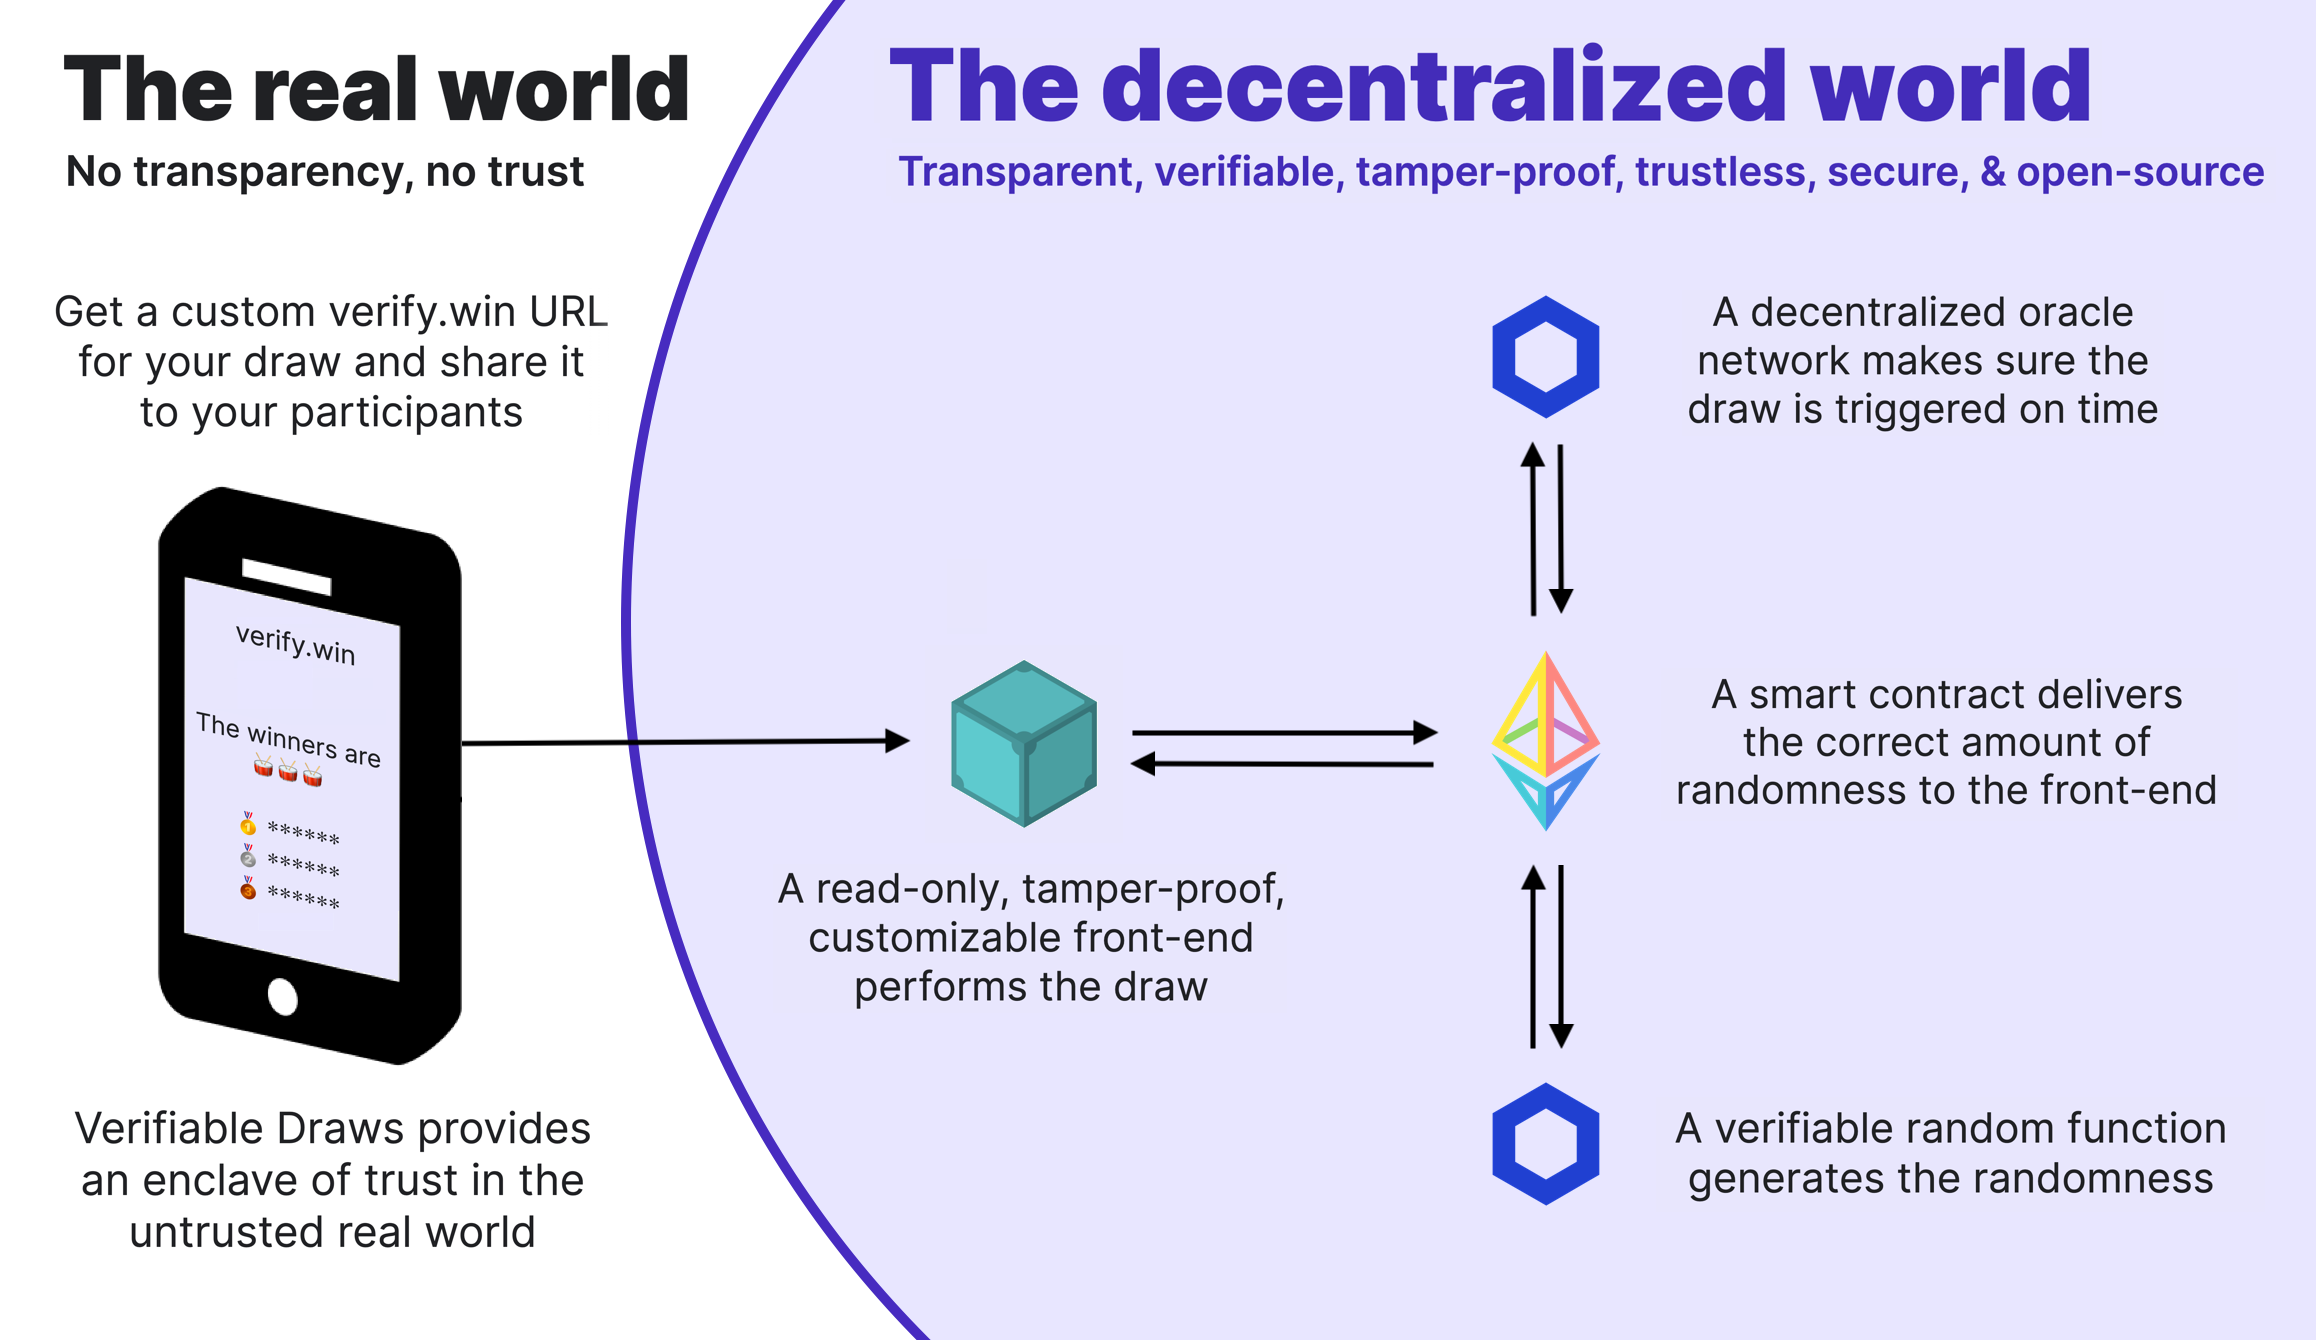 The real world
No transparency, no trust
Get a custom verify.win URL
for your draw and share it
to your participants
verify.win
The winners are
1 ******
2 ******
3 ******
Verifiable Draws provides
an enclave of trust in the
untrusted real world
The decentralized world
Transparent, verifiable, tamper-proof, trustless, secure, & open-source
A decentralized oracle
network makes sure the
draw is triggered on time
A smart contract delivers
the correct amount of
randomness to the front-end
A read-only, tamper-proof,
customizable front-end
performs the draw
A verifiable random function
generates the randomness